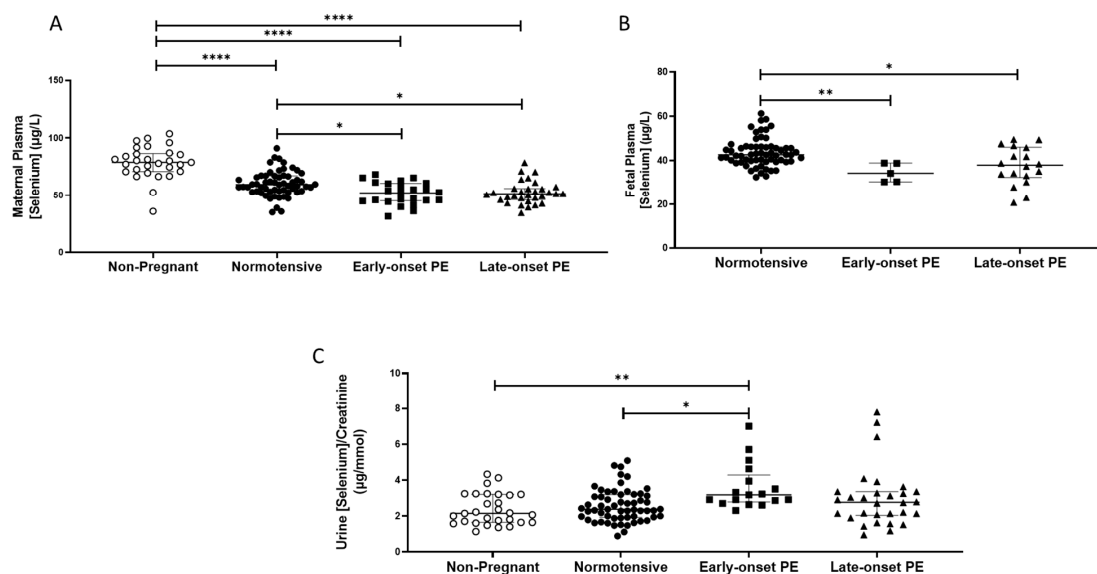 A
****
****
****
*
*
Maternal Plasma
[Selenium] (µg/L)
150
100
50
0
Non-Pregnant Normotensive Early-onset PE Late-onset PE
B
*
**
Fetal Plasma
[Selenium] (µg/L)
80
60
40
20
0
Normotensive Early-onset PE Late-onset PE
C
**
*
Urine [Selenium]/Creatinine
(µg/mmol)
10
8
6
4
2
0
Non-Pregnant Normotensive Early-onset PE Late-onset PE